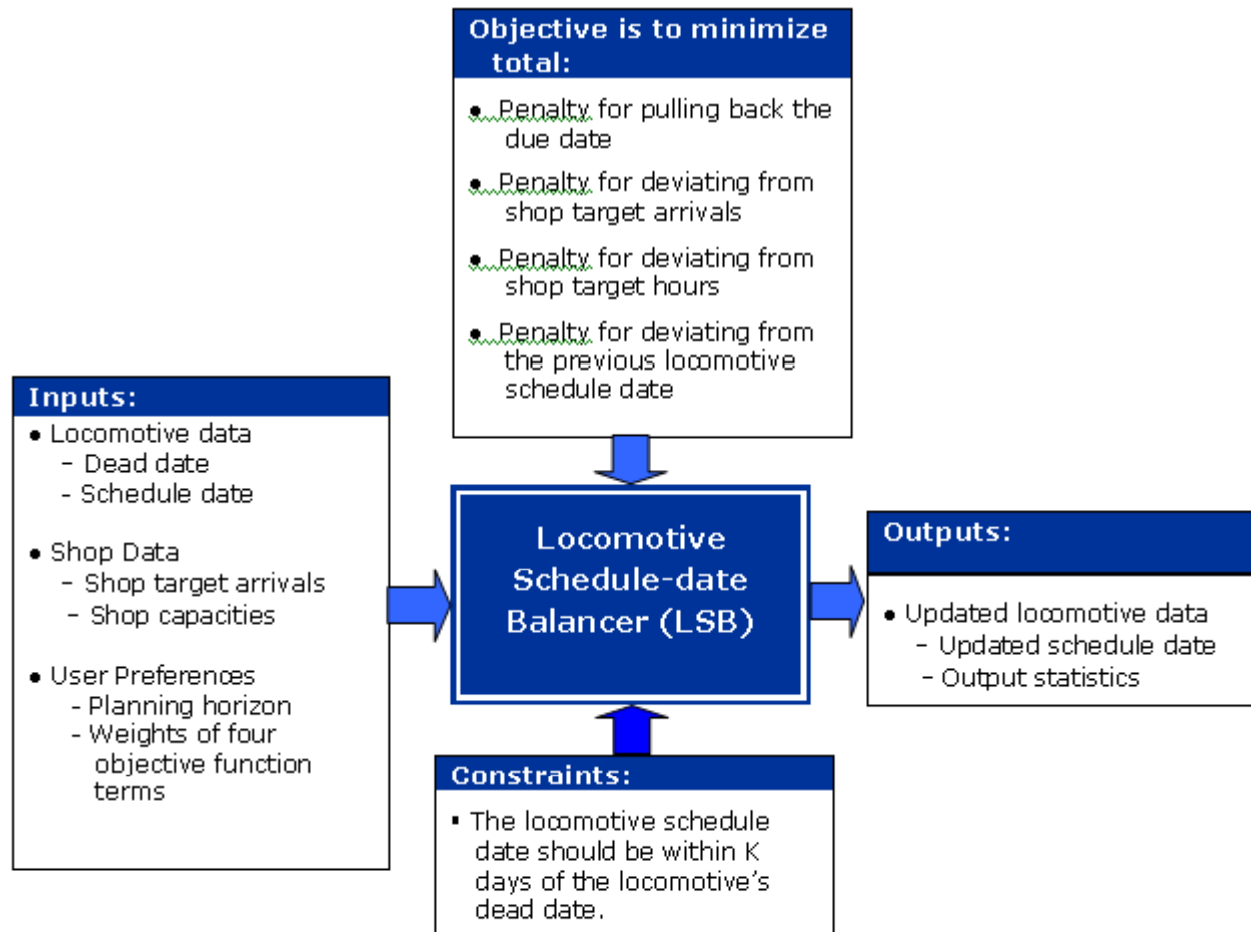 Objective is to minimize
total:
● Penalty for pulling back the
due date
● Penalty for deviating from
shop target arrivals
● Penalty for deviating from
shop target hours
● Penalty for deviating from
the previous locomotive
schedule date
Inputs:
● Locomotive data
– Dead date
- Schedule date
● Shop Data
– Shop target arrivals
– Shop capacities
● User Preferences
- Planning horizon
- Weights of four
objective function
terms
Locomotive
Schedule-date
Balancer (LSB)
Outputs:
● Updated locomotive data
– Updated schedule date
– Output statistics
Constraints:
▪ The locomotive schedule
date should be within K
days of the locomotive's
dead date.